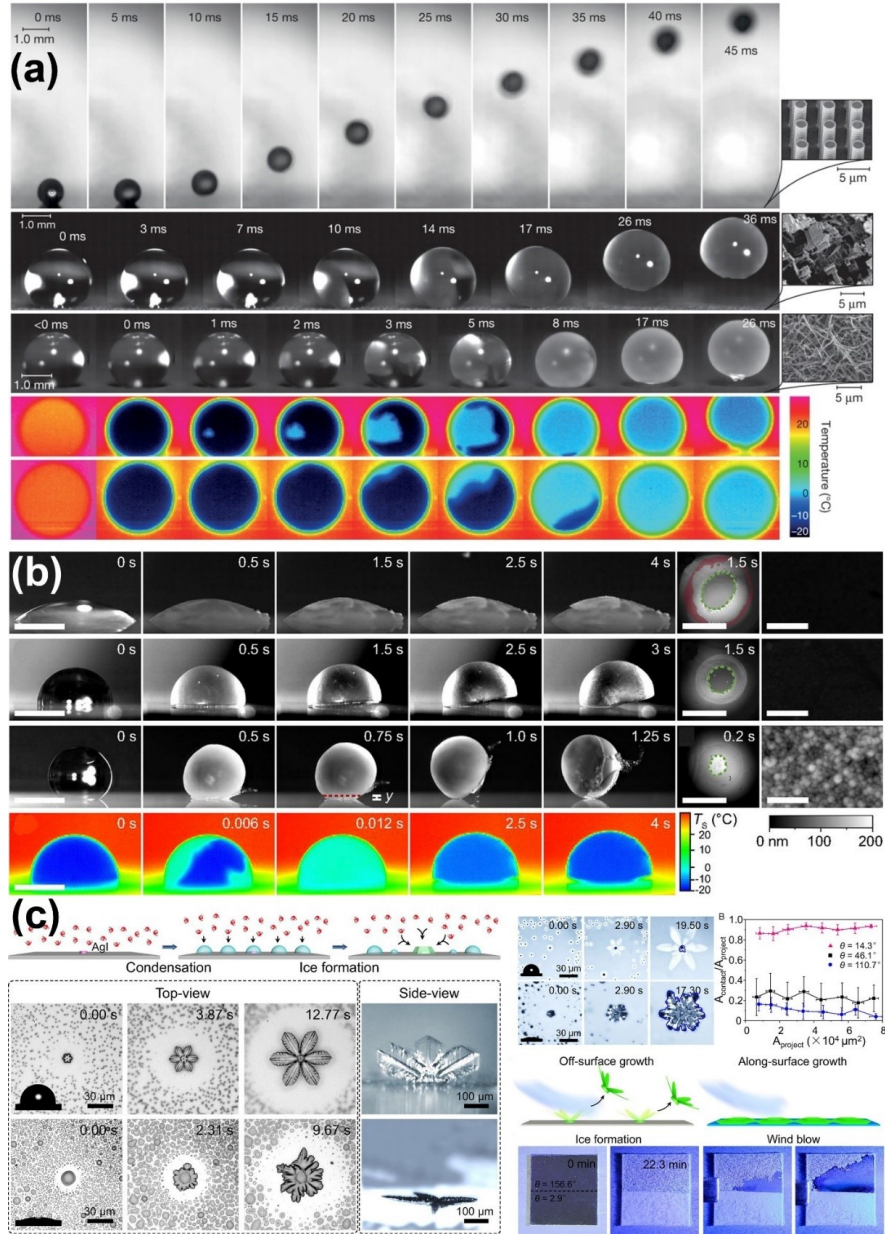 0 ms 5 ms 10 ms 15 ms 20 ms 25 ms 30 ms 35 ms 40 ms
1.0 mm
45 ms
(a)
5 µm
1.0 mm
0 ms 3 ms 7 ms 10 ms 14 ms 17 ms 26 ms 36 ms
5 µm
<0 ms 0 ms 1 ms 2 ms 3 ms 5 ms 8 ms 17 ms 26 ms
1.0 mm
5 µm
20
10
0
-10
-20
Temperature (°C)
(b)
0 s 0.5 s 1.5 s 2.5 s 4 s 1.5 s
0 s 0.5 s 1.5 s 2.5 s 3 s 1.5 s
0 s 0.5 s 0.75 s 1.0 s 1.25 s 0.2 s
y
0 s 0.006 s 0.012 s 2.5 s 4 s
Ts (°C)
20
10
0
-10
-20
0 nm 100 200
(c)
AgI
Condensation Ice formation
Top-view Side-view
0.00 s 3.87 s 12.77 s
30 µm 30 µm 30 µm 100 µm
0.00 s 2.31 s 9.67 s
30 µm 30 µm 30 µm 100 µm
0.00 s 2.90 s 19.50 s
30 µm
0.00 s 2.90 s 17.30 s
30 µm
B
1.0
0.8
0.6
0.4
0.2
0.0
Acontact/Aproject
θ = 14.3°
θ = 46.1°
θ = 110.7°
0 2 4 6 8
Aproject (× 10⁴ µm²)
Off-surface growth Along-surface growth
Ice formation Wind blow
0 min 22.3 min
θ = 156.6°
θ = 2.9°